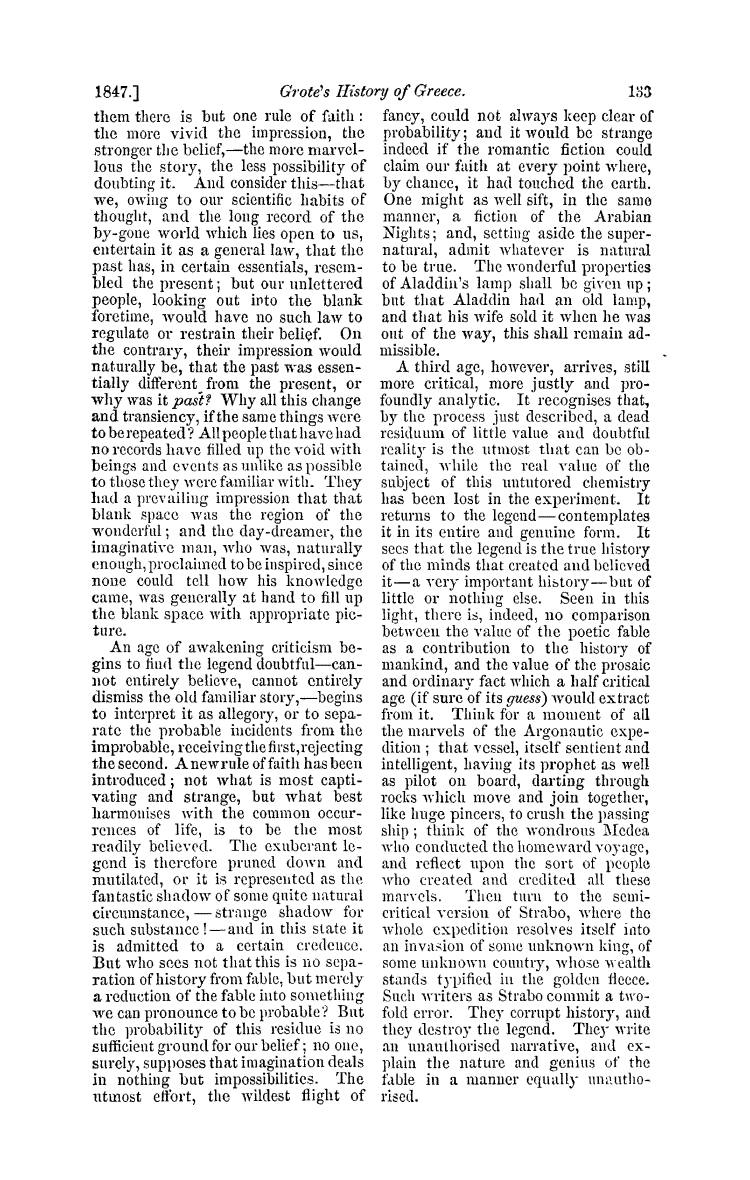 1847.] Grote's History of Greece. 133
them there is but one rule of faith :
the more vivid the impression, the
stronger the belief,—the more marvel-
lous the story, the less possibility of
doubting it. And consider this—that
we, owing to our scientific habits of
thought, and the long record of the
by-gone world which lies open to us,
entertain it as a general law, that the
past has, in certain essentials, resem-
bled the present; but our unlettered
people, looking out into the blank
foretime, would have no such law to
regulate or restrain their belief. On
the contrary, their impression would
naturally be, that the past was essen-
tially different from the present, or
why was it past? Why all this change
and transiency, if the same things were
to be repeated? All people that have had
no records have filled up the void with
beings and events as unlike as possible
to those they were familiar with. They
had a prevailing impression that that
blank space was the region of the
wonderful; and the day-dreamer, the
imaginative man, who was, naturally
enough, proclaimed to be inspired, since
none could tell how his knowledge
came, was generally at hand to fill up
the blank space with appropriate pic-
ture.
An age of awakening criticism be-
gins to find the legend doubtful—can-
not entirely believe, cannot entirely
dismiss the old familiar story,—begins
to interpret it as allegory, or to sepa-
rate the probable incidents from the
improbable, receiving the first, rejecting
the second. A new rule of faith has been
introduced; not what is most capti-
vating and strange, but what best
harmonises with the common occur-
rences of life, is to be the most
readily believed. The exuberant le-
gend is therefore pruned down and
mutilated, or it is represented as the
fantastic shadow of some quite natural
circumstance, — strange shadow for
such substance!—and in this state it
is admitted to a certain credence.
But who sees not that this is no sepa-
ration of history from fable, but merely
a reduction of the fable into something
we can pronounce to be probable? But
the probability of this residue is no
sufficient ground for our belief; no one,
surely, supposes that imagination deals
in nothing but impossibilities. The
utmost effort, the wildest flight of
fancy, could not always keep clear of
probability; and it would be strange
indeed if the romantic fiction could
claim our faith at every point where,
by chance, it had touched the earth.
One might as well sift, in the same
manner, a fiction of the Arabian
Nights; and, setting aside the super-
natural, admit whatever is natural
to be true. The wonderful properties
of Aladdin's lamp shall be given up;
but that Aladdin had an old lamp,
and that his wife sold it when he was
out of the way, this shall remain ad-
missible.
A third age, however, arrives, still
more critical, more justly and pro-
foundly analytic. It recognises that,
by the process just described, a dead
residuum of little value and doubtful
reality is the utmost that can be ob-
tained, while the real value of the
subject of this untutored chemistry
has been lost in the experiment. It
returns to the legend—contemplates
it in its entire and genuine form. It
sees that the legend is the true history
of the minds that created and believed
it—a very important history—but of
little or nothing else. Seen in this
light, there is, indeed, no comparison
between the value of the poetic fable
as a contribution to the history of
mankind, and the value of the prosaic
and ordinary fact which a half critical
age (if sure of its guess) would extract
from it. Think for a moment of all
the marvels of the Argonautic expe-
dition; that vessel, itself sentient and
intelligent, having its prophet as well
as pilot on board, darting through
rocks which move and join together,
like huge pincers, to crush the passing
ship; think of the wondrous Medea
who conducted the homeward voyage,
and reflect upon the sort of people
who created and credited all these
marvels. Then turn to the semi-
critical version of Strabo, where the
whole expedition resolves itself into
an invasion of some unknown king, of
some unknown country, whose wealth
stands typified in the golden fleece.
Such writers as Strabo commit a two-
fold error. They corrupt history, and
they destroy the legend. They write
an unauthorised narrative, and ex-
plain the nature and genius of the
fable in a manner equally unautho-
rised.